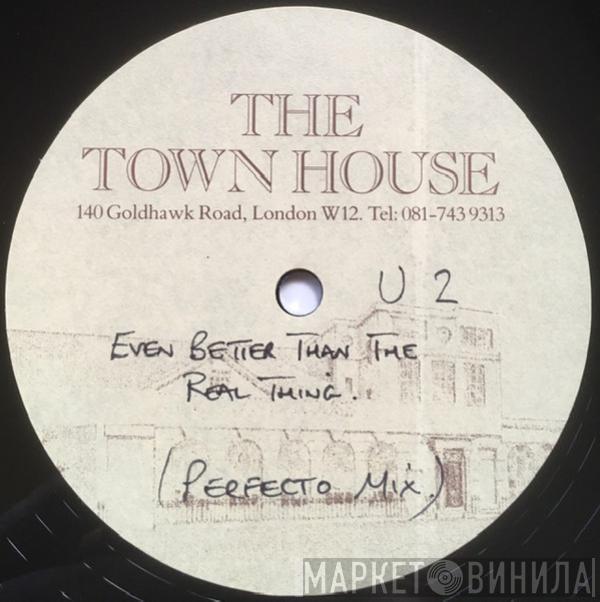 THE
TOWN HOUSE
140 Goldhawk Road, London W12. Tel: 081-743 9313
U2
EVEN BETTER THAN THE
REAL THING.
(PERFECTO MIX.)
МАРКЕТ ВИНИЛА